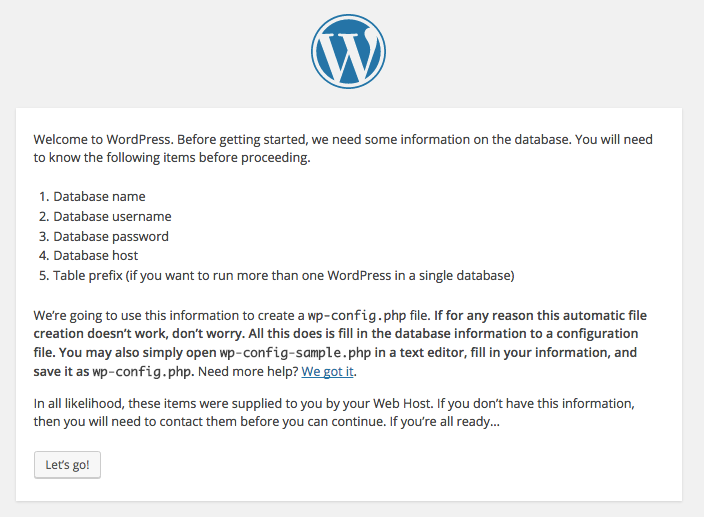 Welcome to WordPress. Before getting started, we need some information on the database. You will need
to know the following items before proceeding.
1. Database name
2. Database username
3. Database password
4. Database host
5. Table prefix (if you want to run more than one WordPress in a single database)
We’re going to use this information to create a wp-config.php file. If for any reason this automatic file
creation doesn’t work, don’t worry. All this does is fill in the database information to a configuration
file. You may also simply open wp-config-sample.php in a text editor, fill in your information, and
save it as wp-config.php. Need more help? We got it.
In all likelihood, these items were supplied to you by your Web Host. If you don’t have this information,
then you will need to contact them before you can continue. If you’re all ready…
Let’s go!